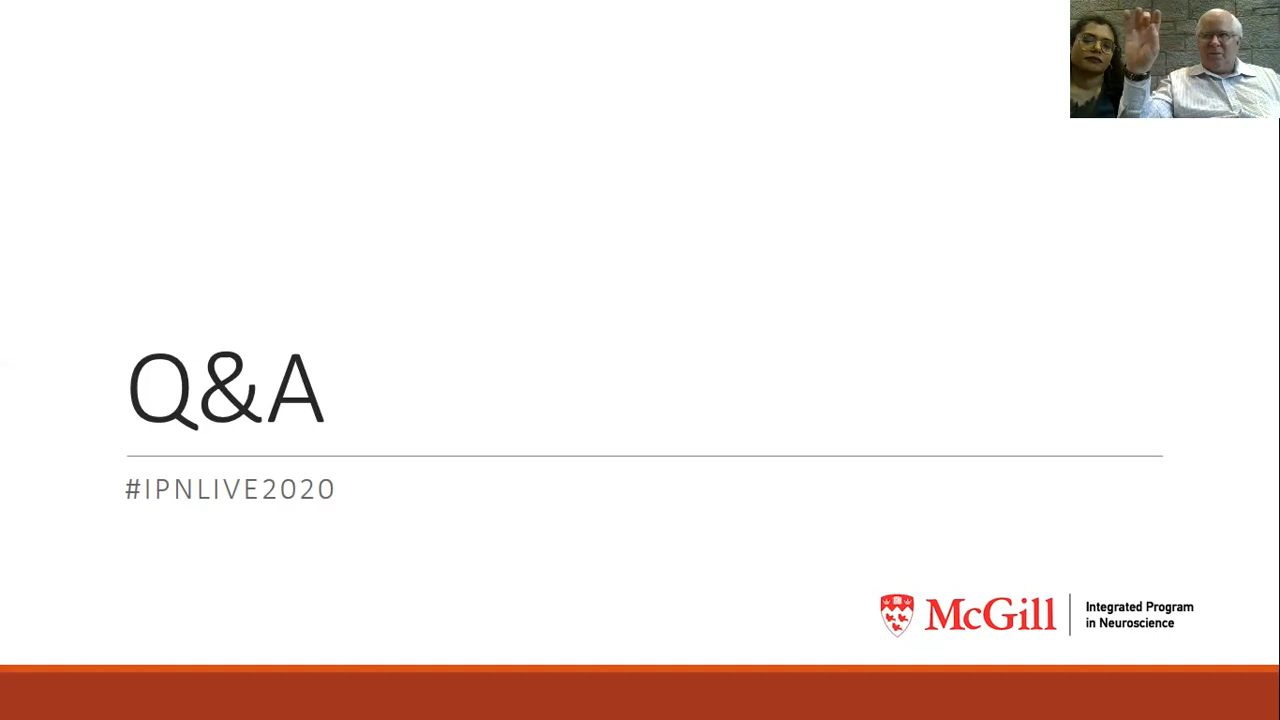 Q&A
#IPNLIVE2020
McGill
Integrated Program
in Neuroscience